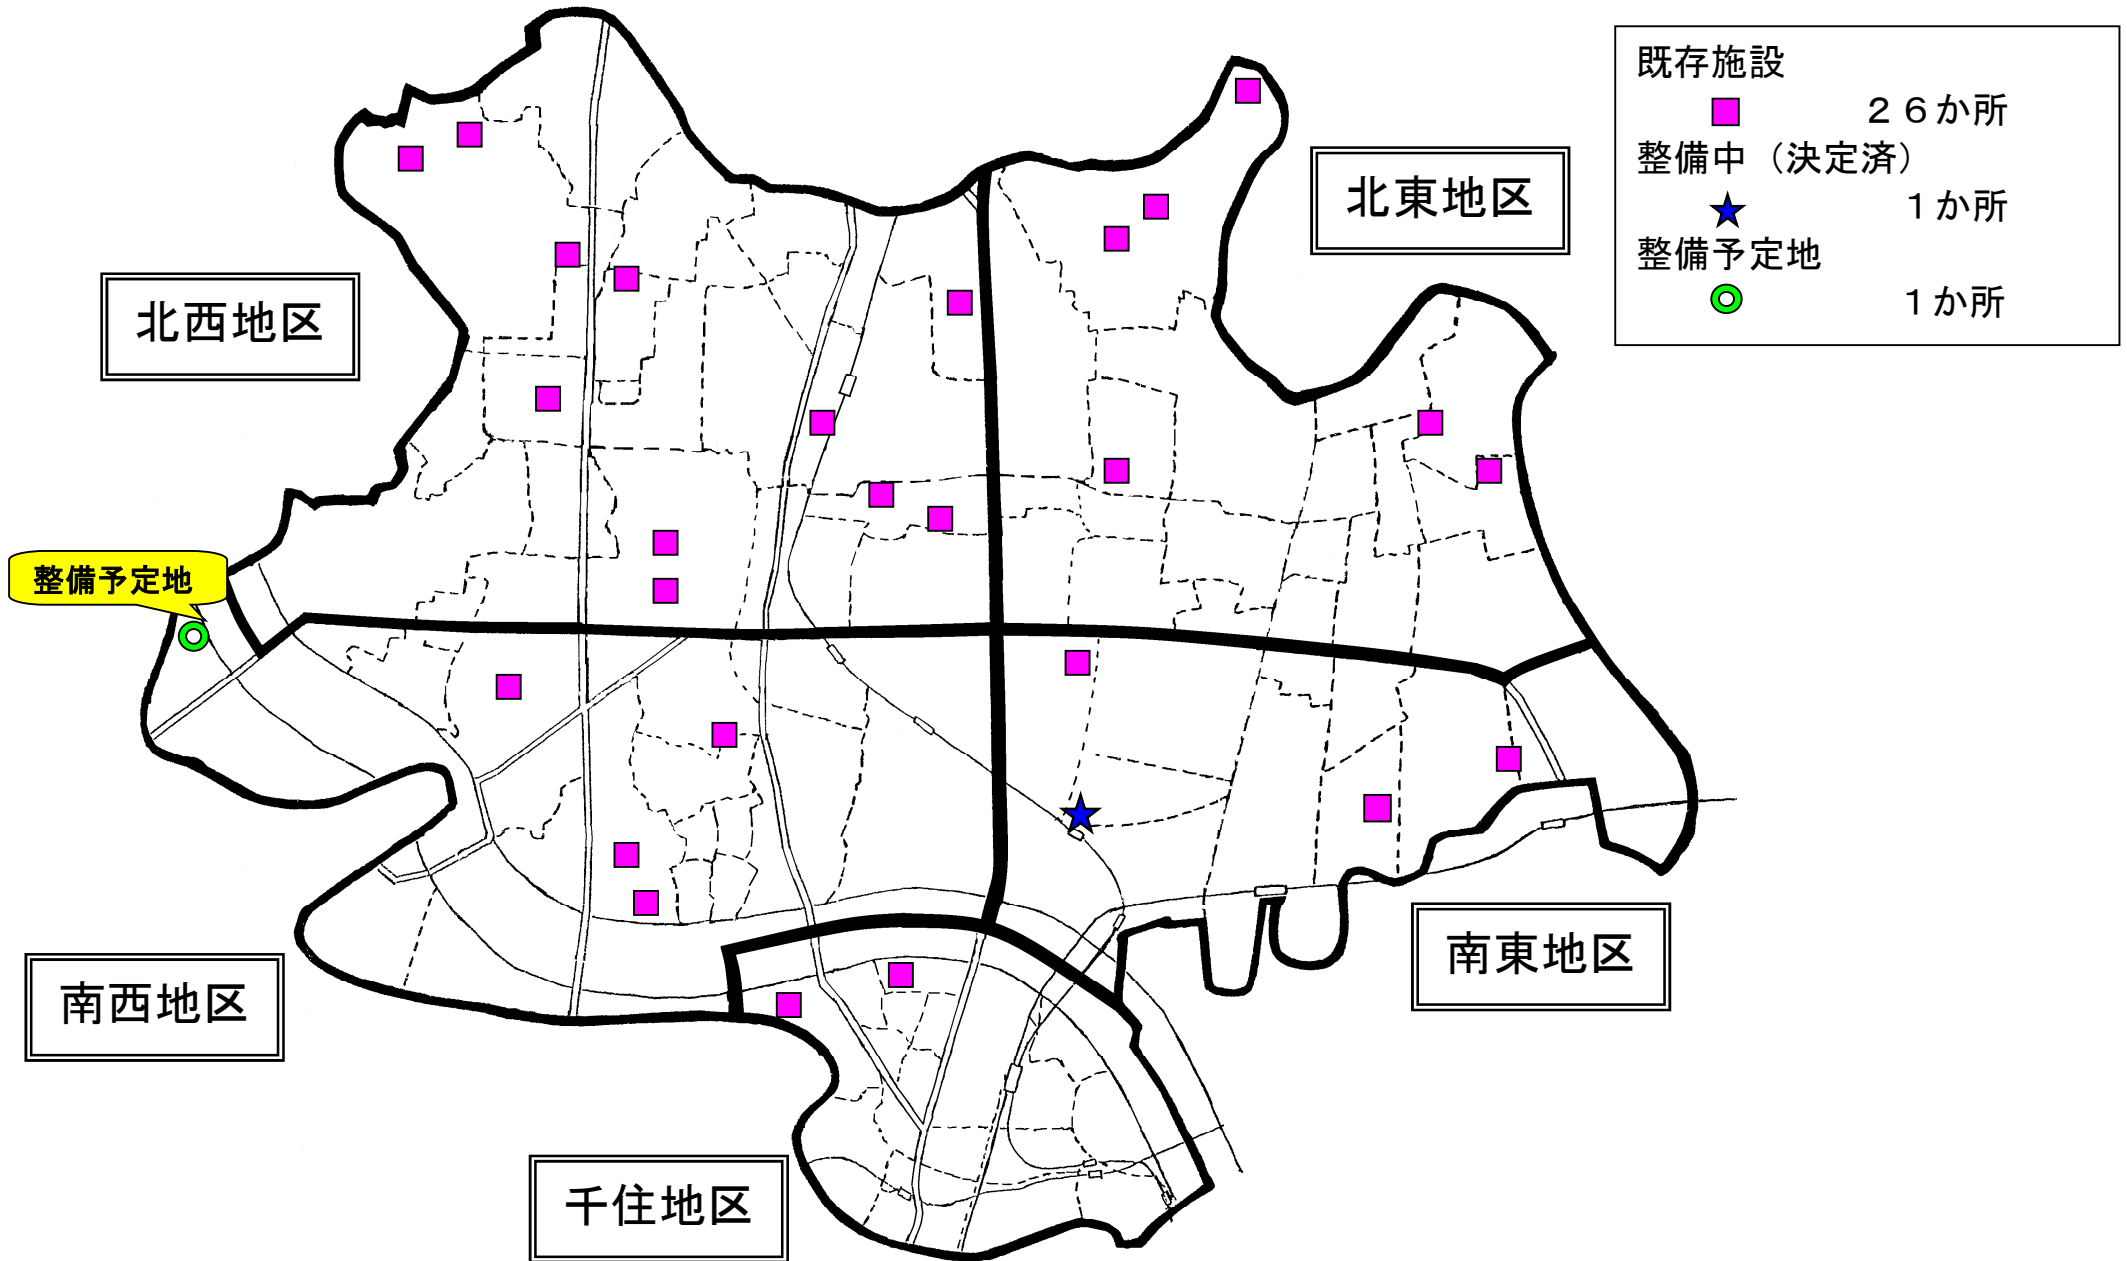 既存施設
２６か所
整備中（決定済）
１か所
整備予定地
１か所
北東地区
北西地区
整備予定地
南東地区
南西地区
千住地区